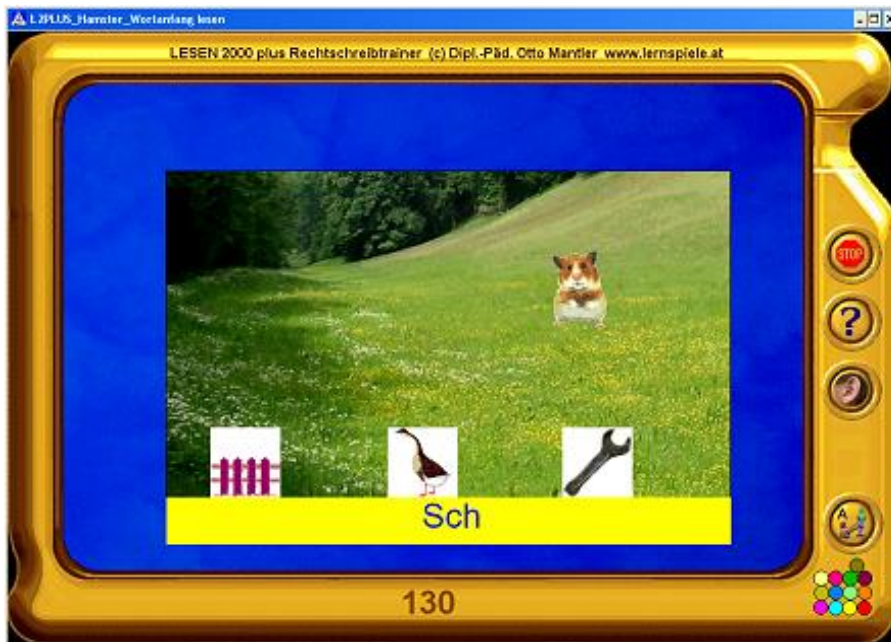 L2PLUS_Hamster_Wortanfang lesen
LESEN 2000 plus Rechtschreibtrainer (c) Dipl.-Päd. Otto Mantler www.lernspiele.at
STOP
?
A
Sch
130